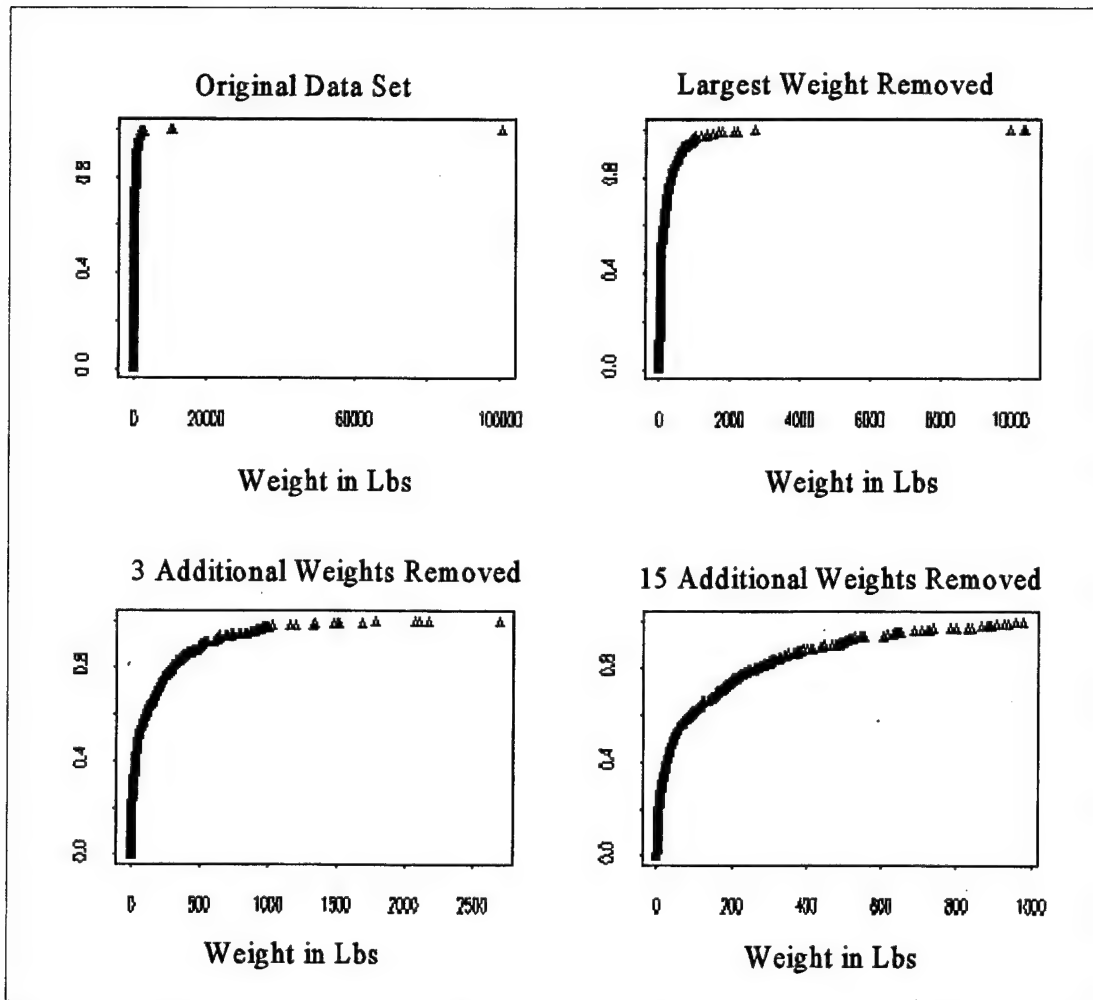 Original Data Set
0.8
0.4
0.0
0 20000 60000 100000
Weight in Lbs
Largest Weight Removed
0.8
0.4
0.0
0 2000 4000 6000 8000 10000
Weight in Lbs
3 Additional Weights Removed
0.8
0.4
0.0
0 500 1000 1500 2000 2500
Weight in Lbs
15 Additional Weights Removed
0.8
0.4
0.0
0 200 400 600 800 1000
Weight in Lbs